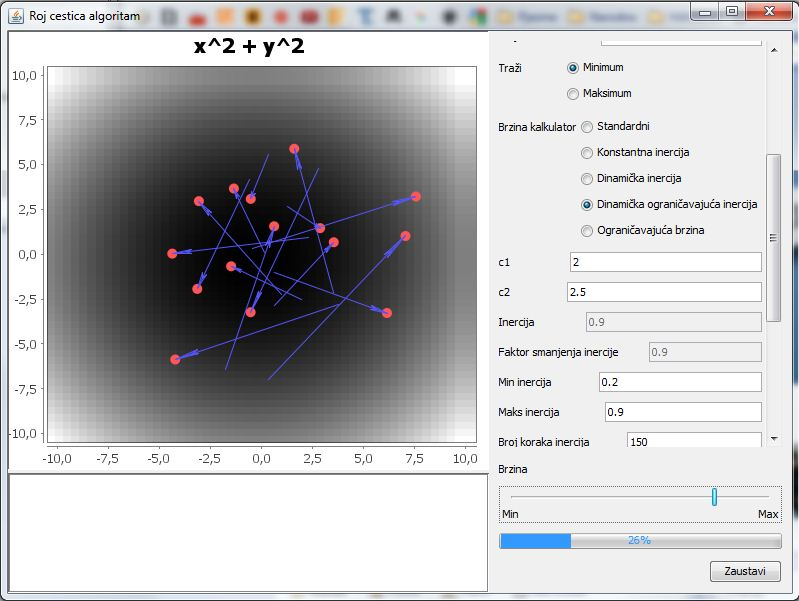 Roj cestica algoritam
x^2 + y^2
10,0
7,5
5,0
2,5
0,0
-2,5
-5,0
-7,5
-10,0
-10,0 -7,5 -5,0 -2,5 0,0 2,5 5,0 7,5 10,0
Traži Minimum
Maksimum
Brzina kalkulator Standardni
Konstantna inercija
Dinamička inercija
Dinamička ograničavajuća inercija
Ograničavajuća brzina
c1 2
c2 2.5
Inercija 0.9
Faktor smanjenja inercije 0.9
Min inercija 0.2
Maks inercija 0.9
Broj koraka inercija 150
Brzina
Min Max
26%
Zaustavi